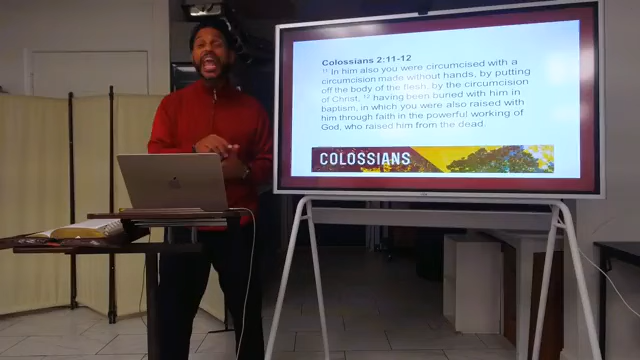 Colossians 2:11-12
11 In him also you were circumcised with a
circumcision made without hands, by putting
off the body of the flesh, by the circumcision
of Christ, 12 having been buried with him in
baptism, in which you were also raised with
him through faith in the powerful working of
God, who raised him from the dead.
COLOSSIANS